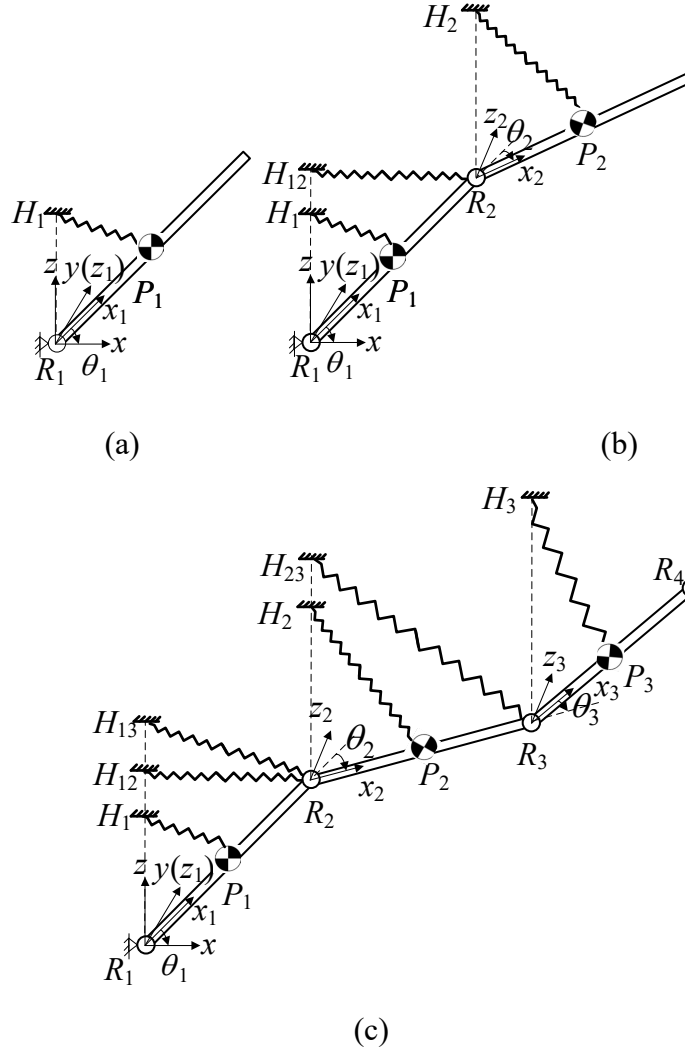 H₁
z
y(z₁)
x₁
P₁
x
θ₁
R₁
(a)
H₂
z₂
θ₂
x₂
P₂
H₁₂
R₂
H₁
z
y(z₁)
x₁
P₁
x
θ₁
R₁
(b)
H₃
H₂₃
R₄
H₂
z₃
x₃
P₃
θ₃
R₃
z₂
θ₂
x₂
P₂
H₁₃
H₁₂
R₂
H₁
z
y(z₁)
P₁
x₁
x
θ₁
R₁
(c)